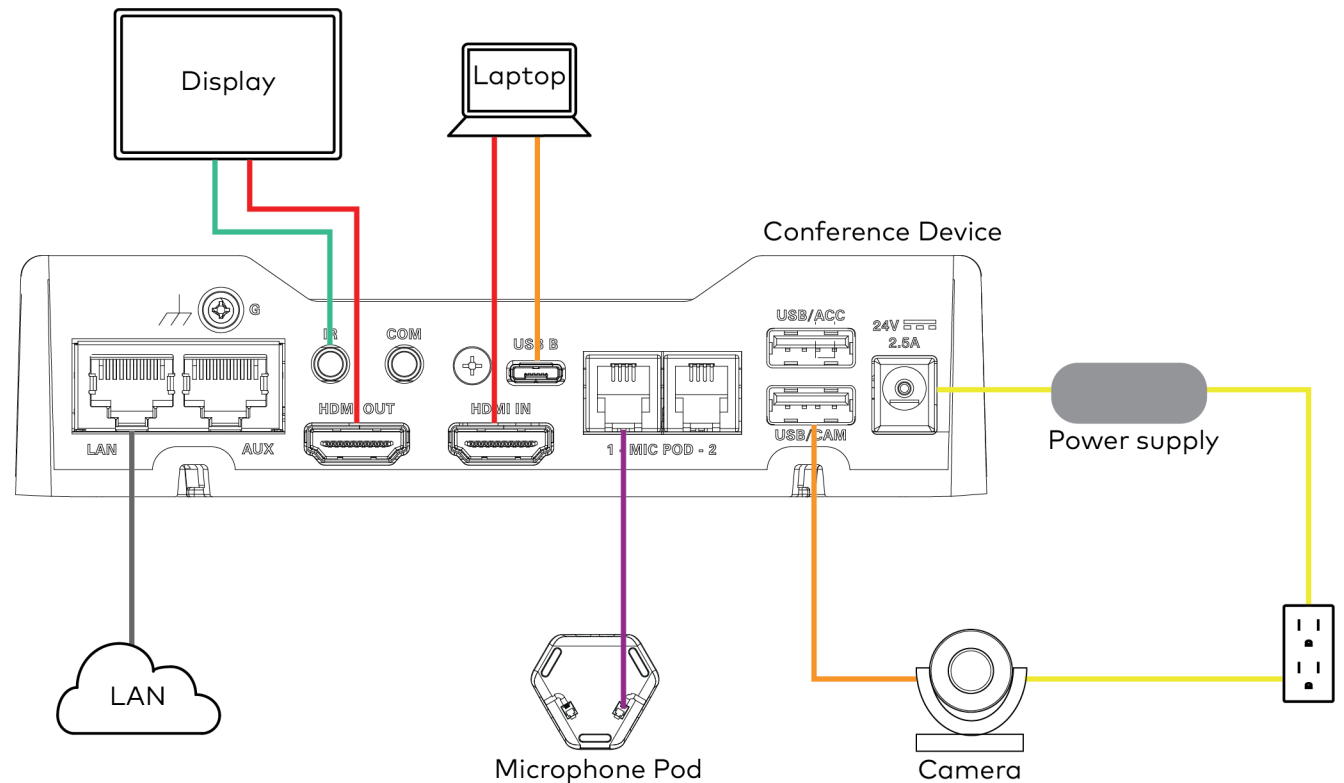 Display
Laptop
Conference Device
G
IR
COM
USB B
USB/ACC
24V
2.5A
HDMI OUT
HDMI IN
LAN
AUX
1 - MIC POD - 2
USB/CAM
Power supply
LAN
Microphone Pod
Camera